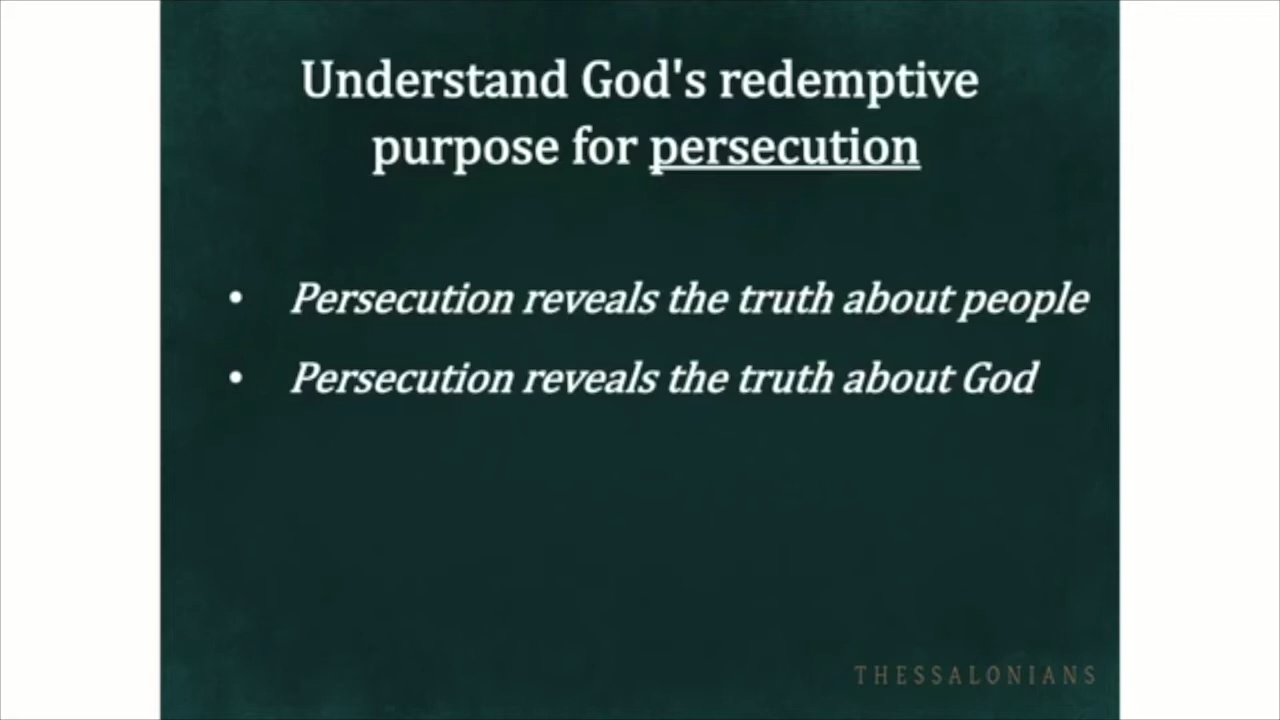 Understand God's redemptive
purpose for persecution
• Persecution reveals the truth about people
• Persecution reveals the truth about God
THESSALONIANS